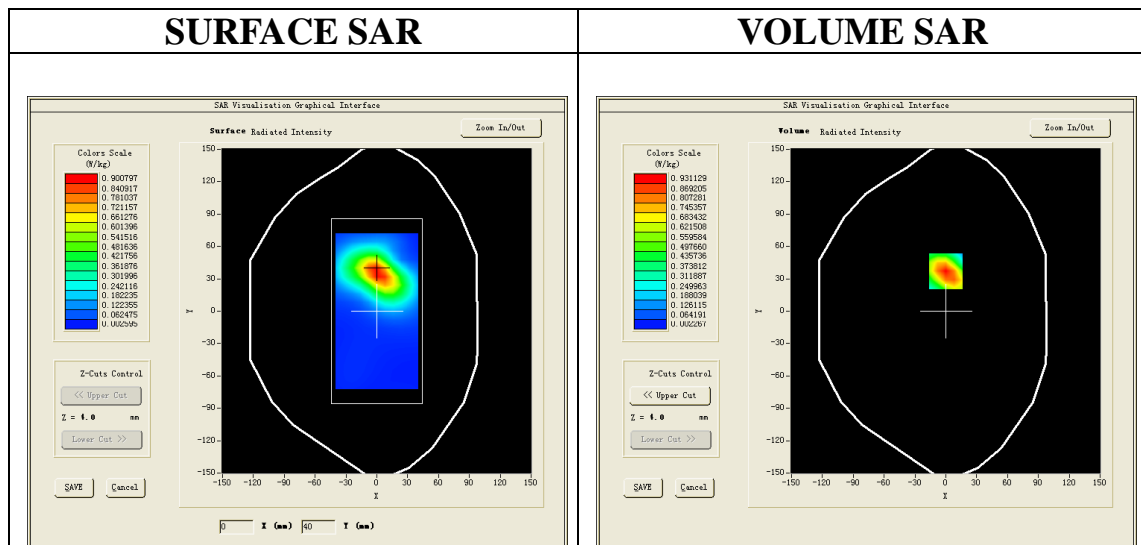 SURFACE SAR
VOLUME SAR
SAR Visualisation Graphical Interface
Surface Radiated Intensity
Zoom In/Out
Colors Scale
(W/kg)
0.900797
0.840917
0.781037
0.721157
0.661276
0.601396
0.541516
0.481636
0.421756
0.361876
0.301996
0.242116
0.182235
0.122355
0.062475
0.002595
150
120
90
60
30
0
-30
-60
-90
-120
-150
Y
-150 -120 -90 -60 -30 0 30 60 90 120 150
X
Z-Cuts Control
<< Upper Cut
Z = 4.0 mm
Lower Cut >>
SAVE Cancel
0 X (mm) 40 Y (mm)
SAR Visualisation Graphical Interface
Volume Radiated Intensity
Zoom In/Out
Colors Scale
(W/kg)
0.931129
0.869205
0.807281
0.745357
0.683432
0.621508
0.559584
0.497660
0.435736
0.373812
0.311887
0.249963
0.188039
0.126115
0.064191
0.002267
150
120
90
60
30
0
-30
-60
-90
-120
-150
Y
-150 -120 -90 -60 -30 0 30 60 90 120 150
X
Z-Cuts Control
<< Upper Cut
Z = 4.0 mm
Lower Cut >>
SAVE Cancel